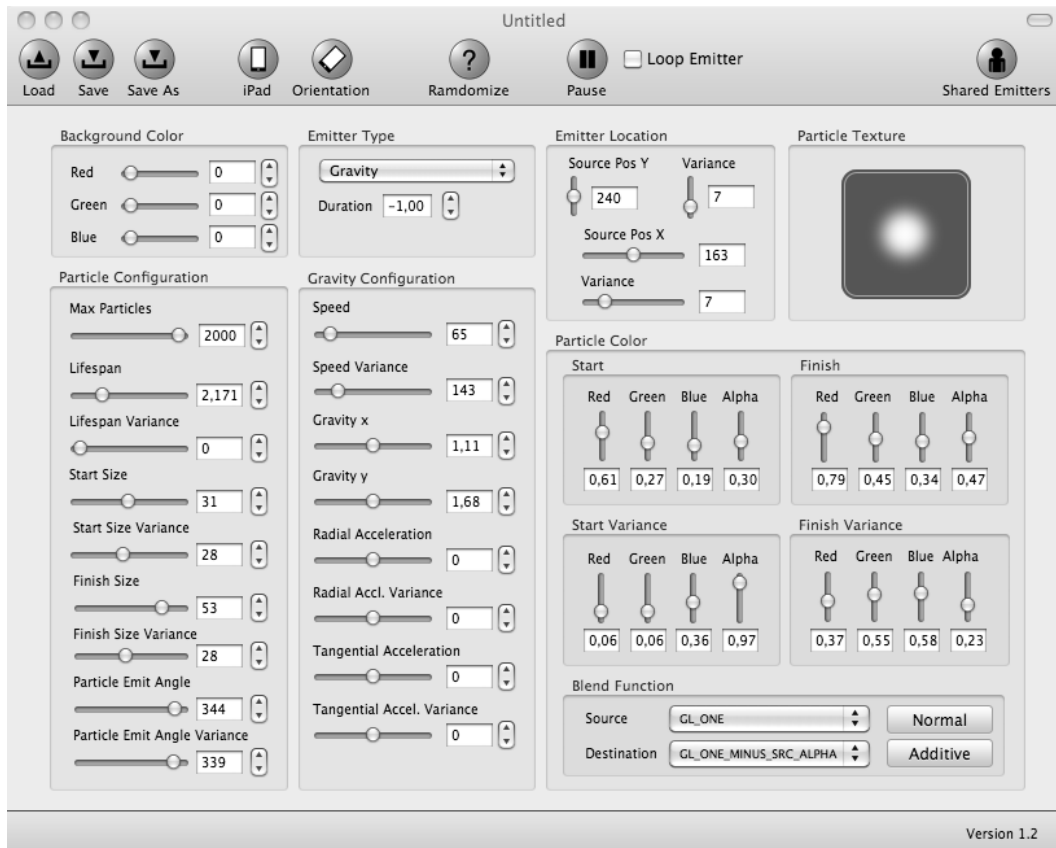 Untitled
Load Save Save As iPad Orientation Ramdomize Pause Loop Emitter Shared Emitters
Background Color
Red 0
Green 0
Blue 0
Emitter Type
Gravity
Duration -1,00
Emitter Location
Source Pos Y Variance
240 7
Source Pos X
163
Variance
7
Particle Texture
Particle Configuration
Max Particles
2000
Lifespan
2,171
Lifespan Variance
0
Start Size
31
Start Size Variance
28
Finish Size
53
Finish Size Variance
28
Particle Emit Angle
344
Particle Emit Angle Variance
339
Gravity Configuration
Speed
65
Speed Variance
143
Gravity x
1,11
Gravity y
1,68
Radial Acceleration
0
Radial Accl. Variance
0
Tangential Acceleration
0
Tangential Accel. Variance
0
Particle Color
Start
Red Green Blue Alpha
0,61 0,27 0,19 0,30
Finish
Red Green Blue Alpha
0,79 0,45 0,34 0,47
Start Variance
Red Green Blue Alpha
0,06 0,06 0,36 0,97
Finish Variance
Red Green Blue Alpha
0,37 0,55 0,58 0,23
Blend Function
Source GL_ONE Normal
Destination GL_ONE_MINUS_SRC_ALPHA Additive
Version 1.2